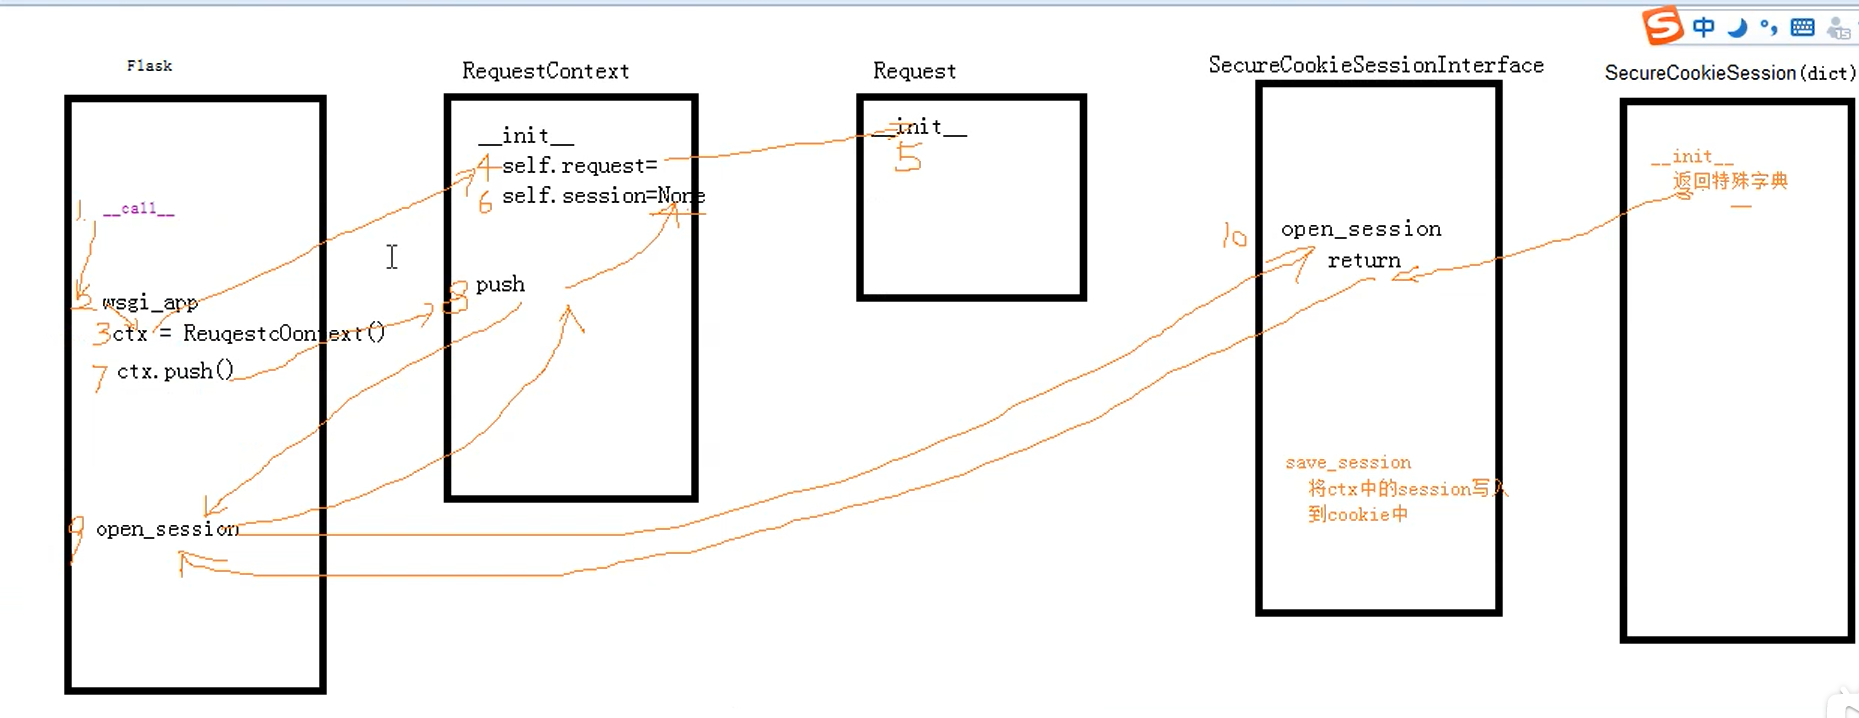 中
15
Flask
RequestContext
Request
SecureCookieSessionInterface
SecureCookieSession(dict)
1. __call__
2 wsgi_app
3 ctx = ReuqestcOontext()
7 ctx.push()
9 open_session
__init__
4 self.request=
6 self.session=None
8 push
__init__
5
10 open_session
return
save_session
将ctx中的session写入
到cookie中
__init__
返回特殊字典